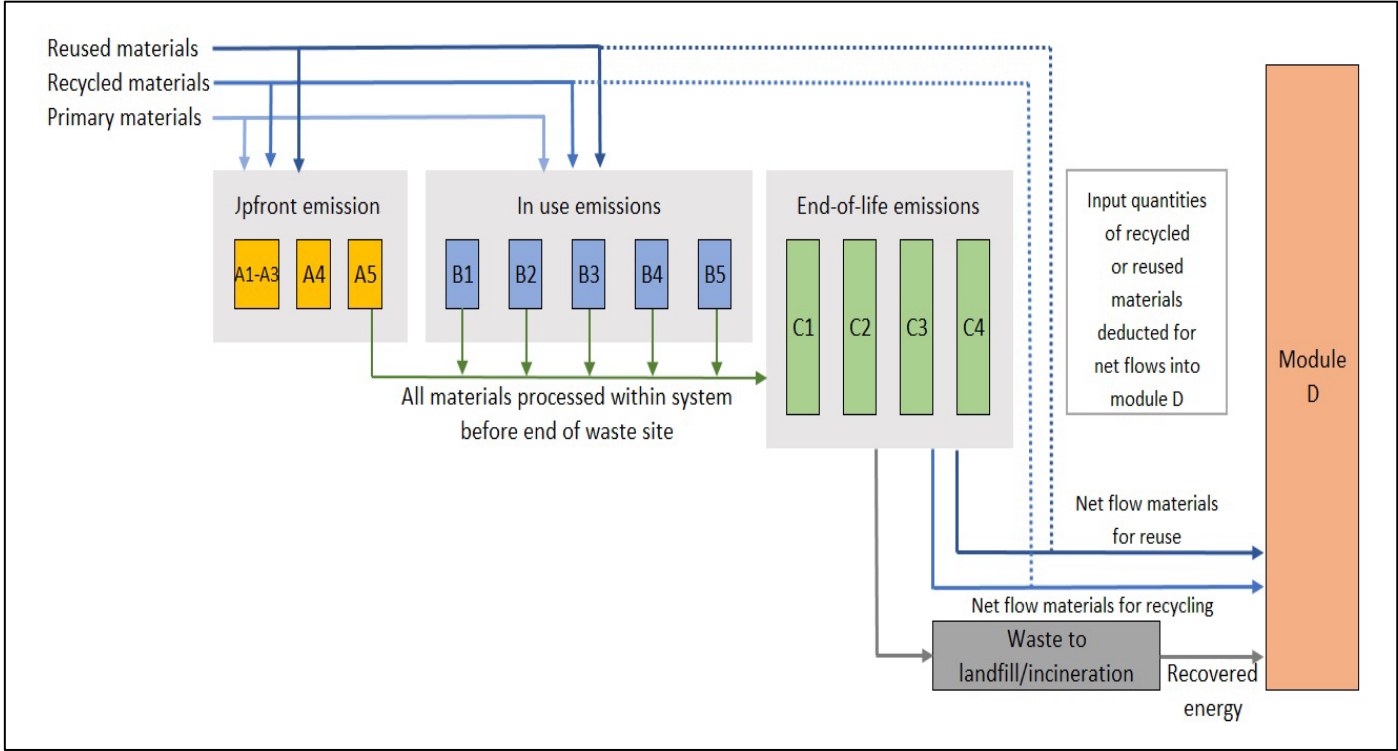 Reused materials
Recycled materials
Primary materials
Jpfront emission
In use emissions
End-of-life emissions
A1-A3
A4
A5
B1
B2
B3
B4
B5
C1
C2
C3
C4
All materials processed within system
before end of waste site
Input quantities
of recycled
or reused
materials
deducted for
net flows into
module D
Module
D
Net flow materials
for reuse
Net flow materials for recycling
Waste to
landfill/incineration
Recovered
energy